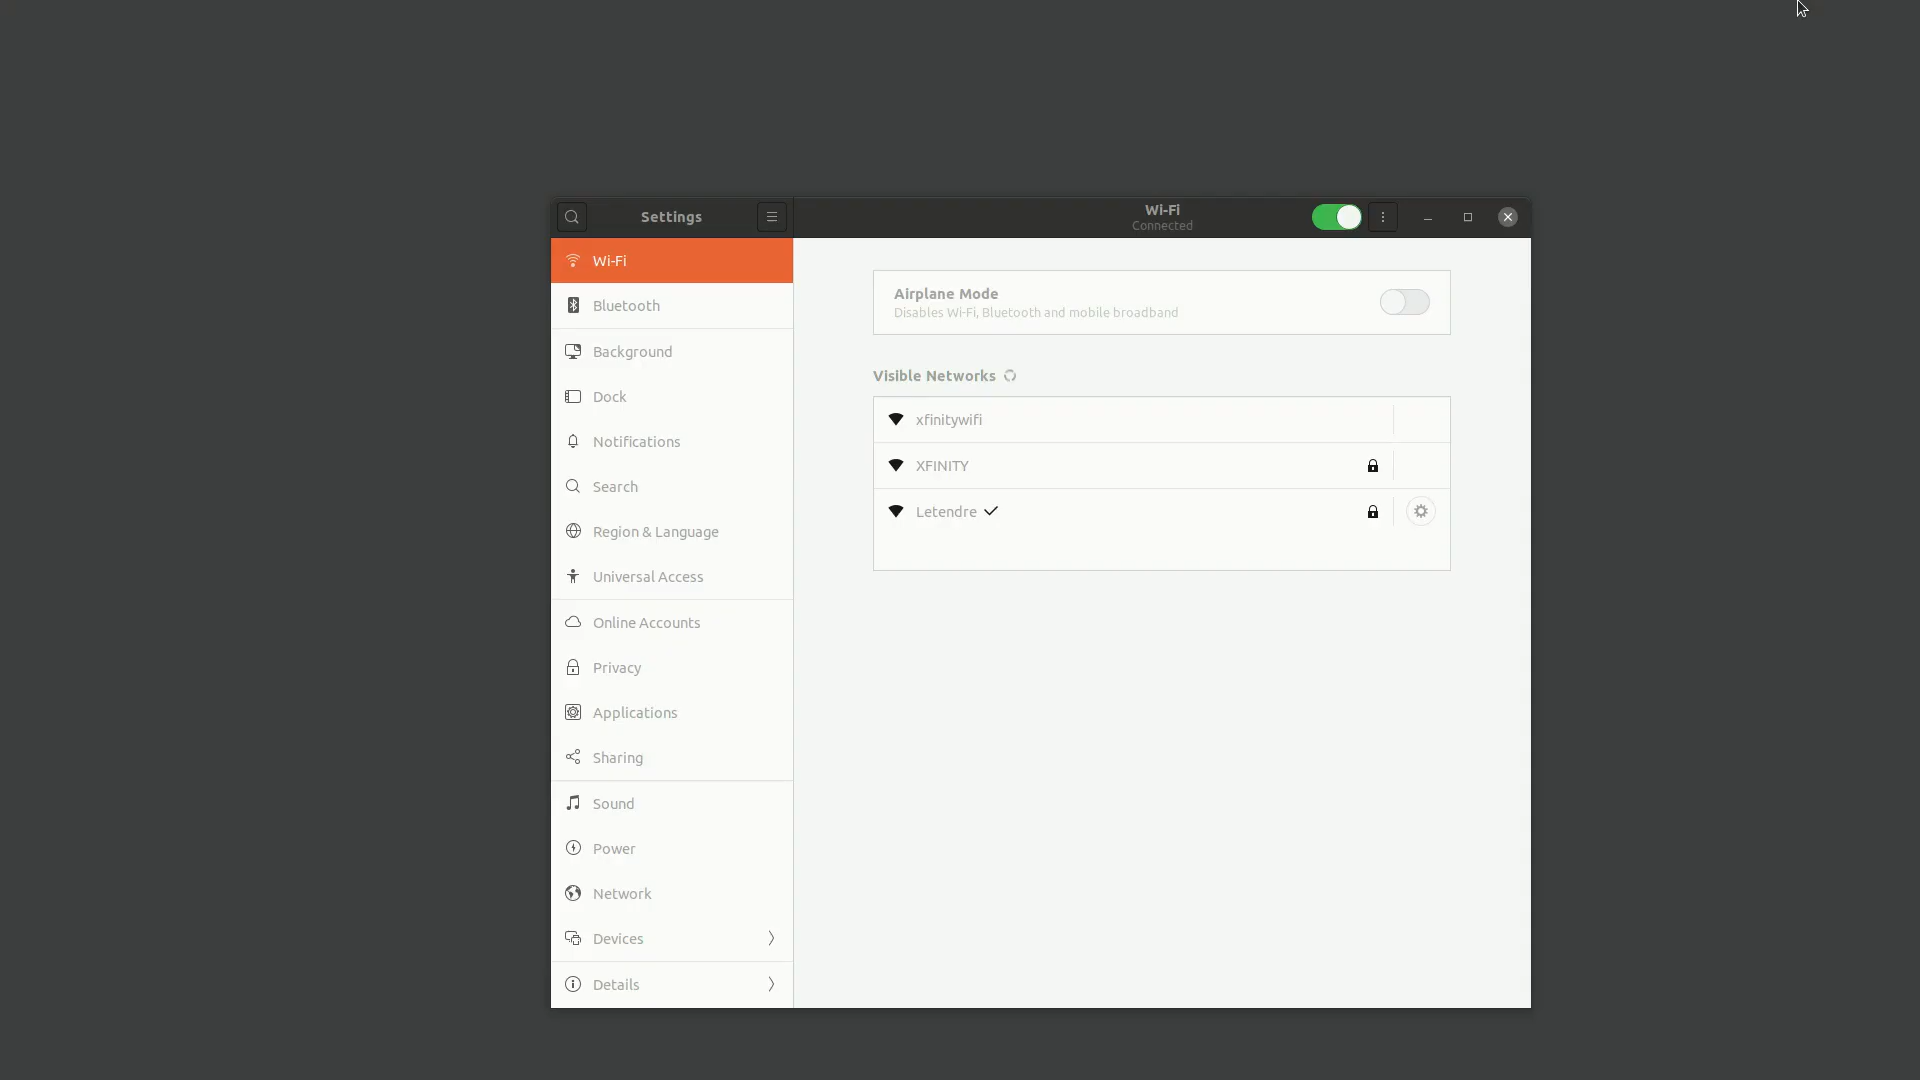 Settings
Wi-Fi
Connected
Wi-Fi
Bluetooth
Background
Dock
Notifications
Search
Region & Language
Universal Access
Online Accounts
Privacy
Applications
Sharing
Sound
Power
Network
Devices
Details
Airplane Mode
Disables Wi-Fi, Bluetooth and mobile broadband
Visible Networks
xfinitywifi
XFINITY
Letendre